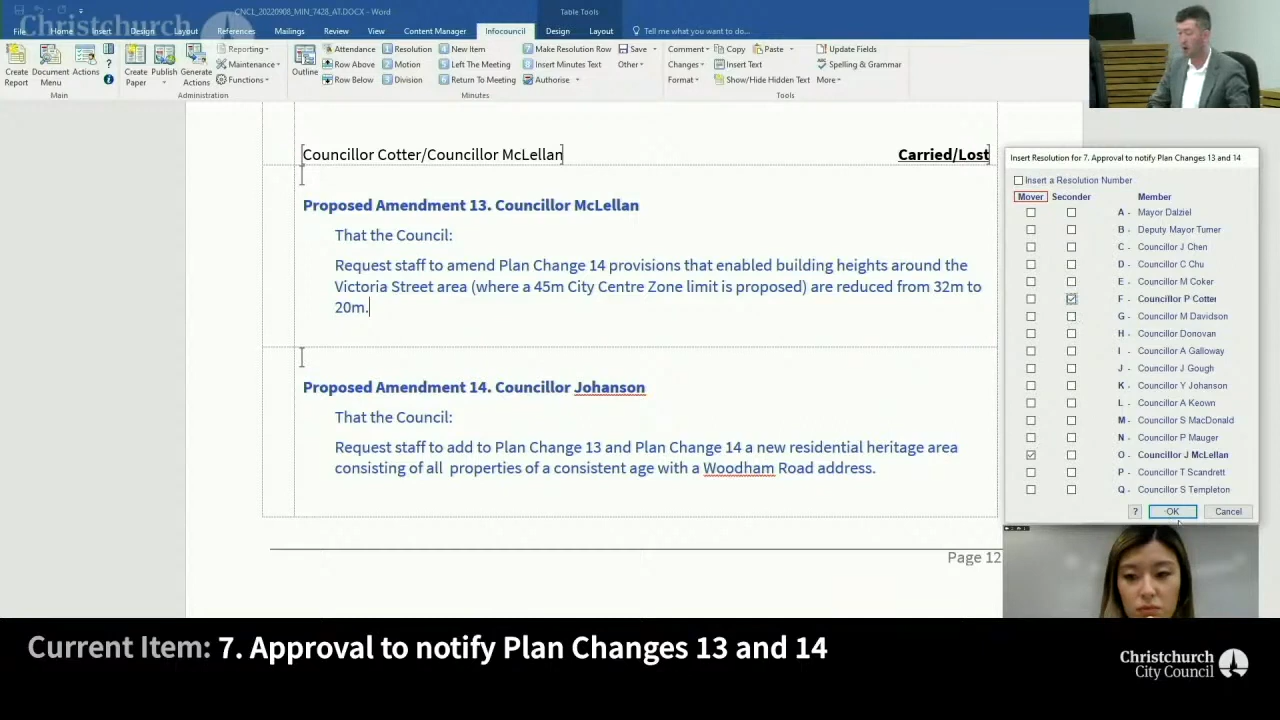 Christchurch
CNCL_20220908_MIN_7428_AT.DOCX - Word
Table Tools
File
Home
Insert
Design
Layout
References
Mailings
Review
View
Content Manager
Infocouncil
Design
Layout
Tell me what you want to do...
Create Report
Document Menu
Actions
Create Paper
Publish
Generate Actions
Reporting
Maintenance
Functions
Outline
Attendance
Row Above
Row Below
Resolution
Motion
Division
New Item
Left The Meeting
Return To Meeting
Make Resolution Row
Insert Minutes Text
Authorise
Save
Other
Comment
Changes
Format
Copy
Paste
Insert Text
Show/Hide Hidden Text
Update Fields
Spelling & Grammar
More
Main
Administration
Minutes
Tools
Councillor Cotter/Councillor McLellan Carried/Lost
Proposed Amendment 13. Councillor McLellan
That the Council:
Request staff to amend Plan Change 14 provisions that enabled building heights around the
Victoria Street area (where a 45m City Centre Zone limit is proposed) are reduced from 32m to
20m.
Proposed Amendment 14. Councillor Johanson
That the Council:
Request staff to add to Plan Change 13 and Plan Change 14 a new residential heritage area
consisting of all properties of a consistent age with a Woodham Road address.
Page 12
Insert Resolution for 7. Approval to notify Plan Changes 13 and 14
Insert a Resolution Number
Mover Seconder Member
A - Mayor Dalziel
B - Deputy Mayor Turner
C - Councillor J Chen
D - Councillor C Chu
E - Councillor M Coker
F - Councillor P Cotter
G - Councillor M Davidson
H - Councillor Donovan
I - Councillor A Galloway
J - Councillor J Gough
K - Councillor Y Johanson
L - Councillor A Keown
M - Councillor S MacDonald
N - Councillor P Mauger
O - Councillor J McLellan
P - Councillor T Scandrett
Q - Councillor S Templeton
? OK Cancel
Current Item: 7. Approval to notify Plan Changes 13 and 14
Christchurch
City Council